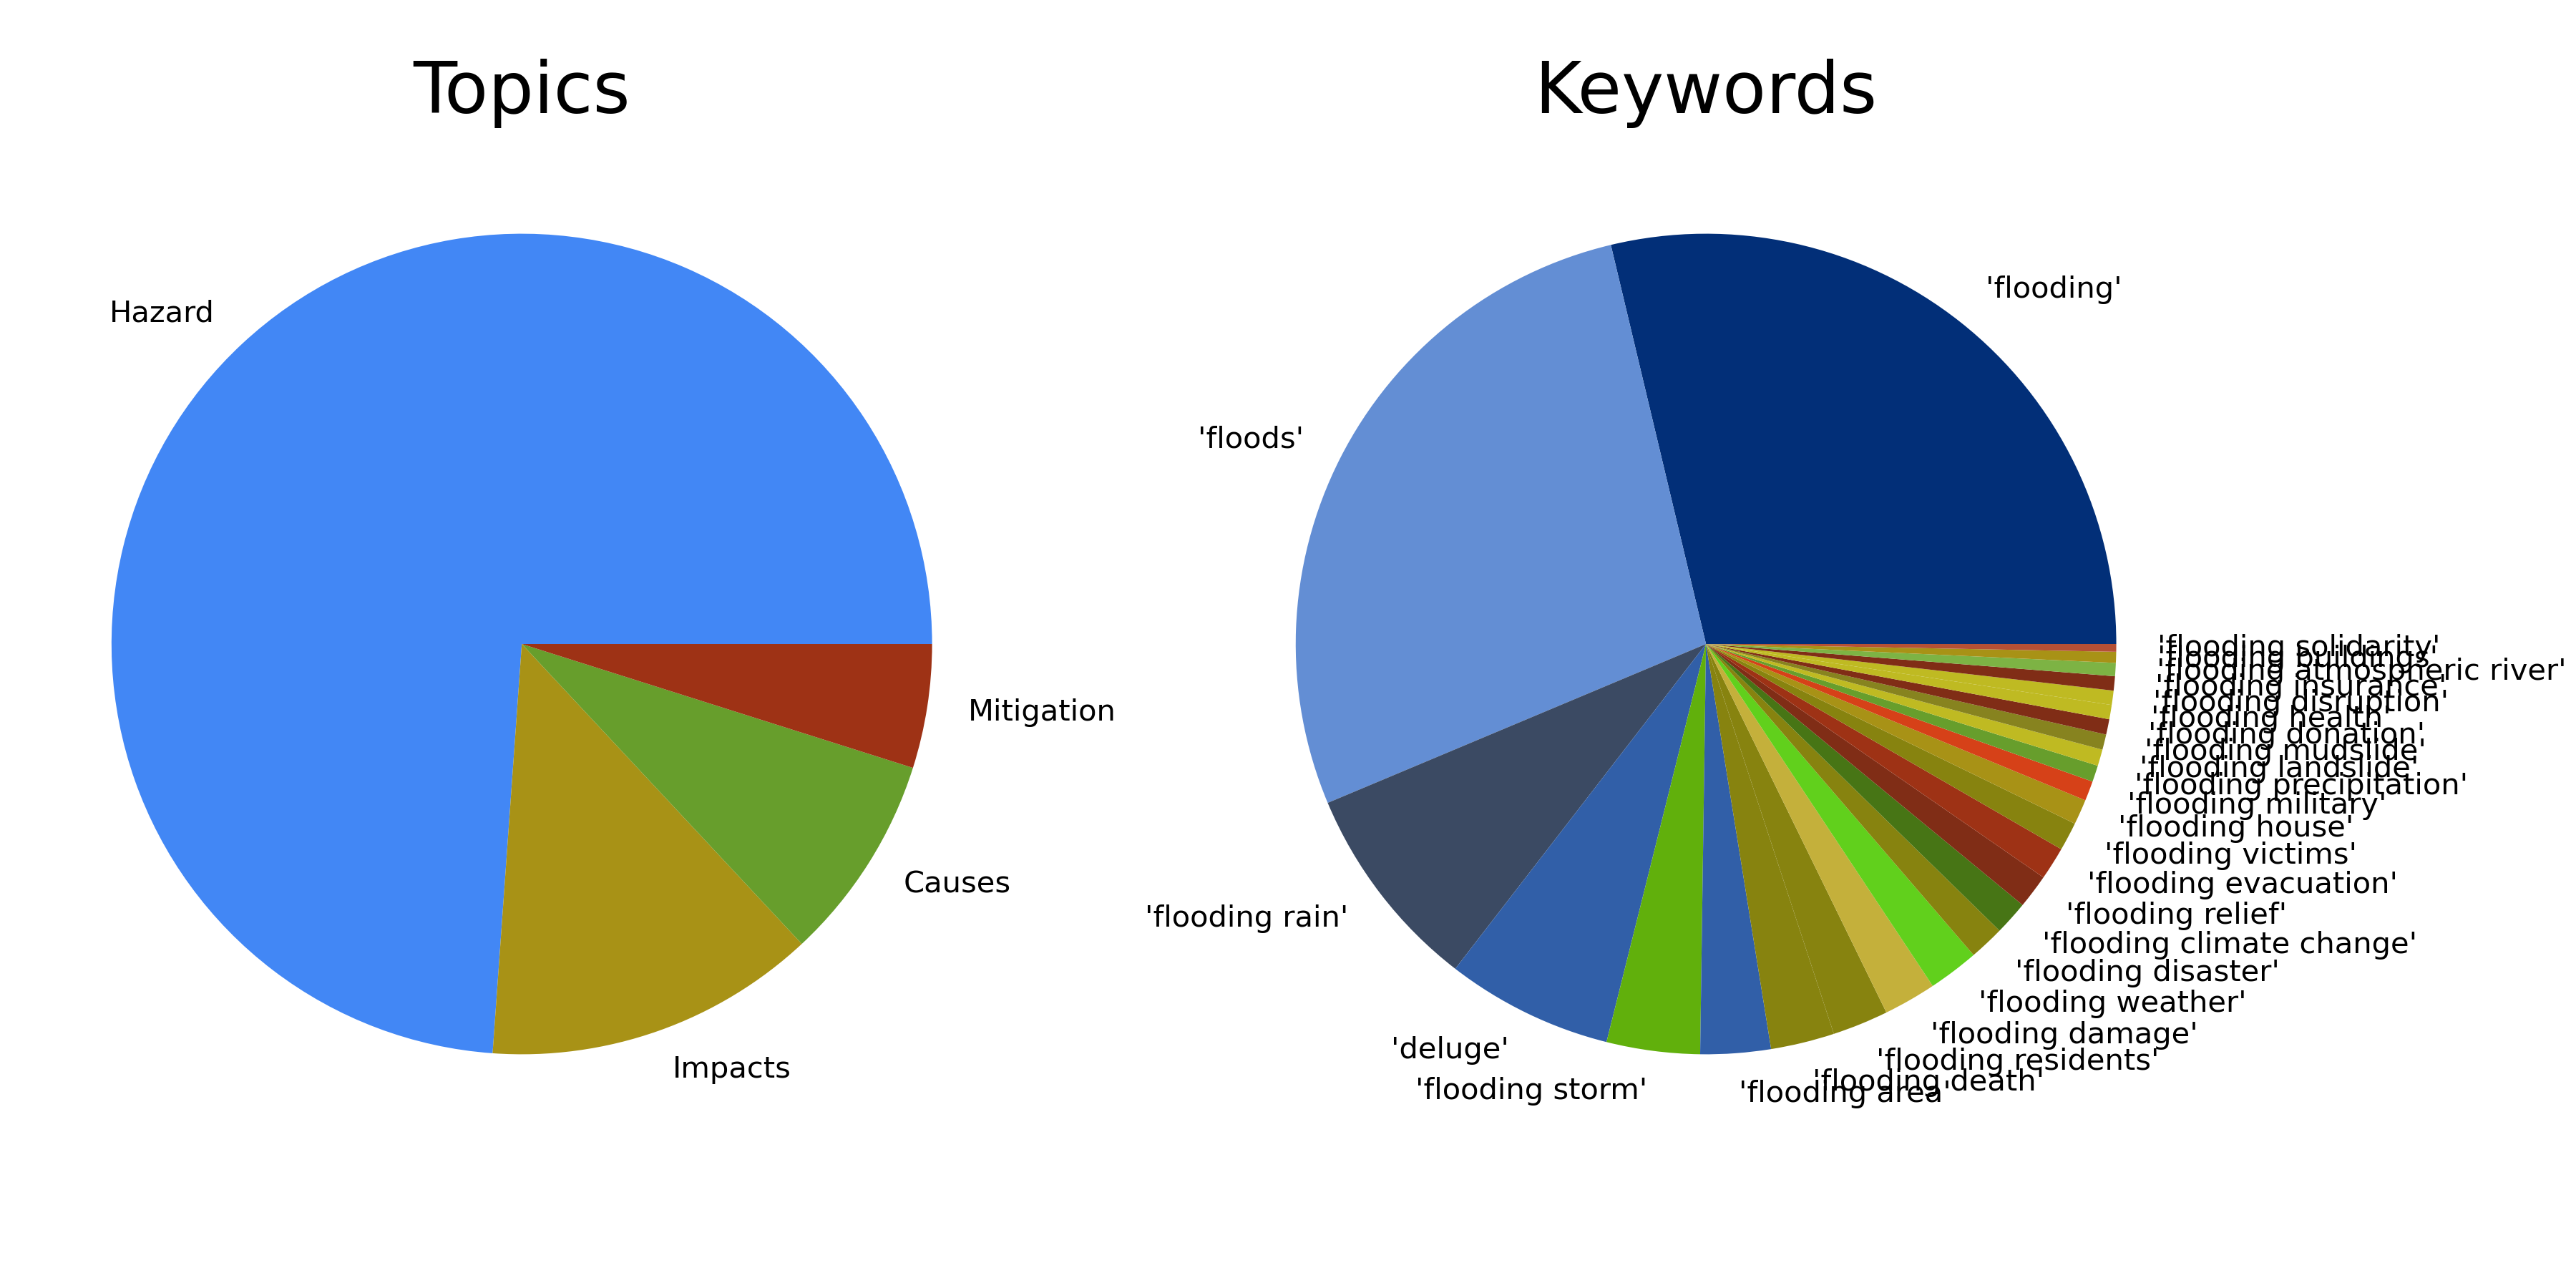 Topics
Keywords
Hazard
Mitigation
Causes
Impacts
'flooding'
'floods'
'flooding rain'
'deluge'
'flooding storm'
'flooding area'
'flooding death'
'flooding residents'
'flooding damage'
'flooding weather'
'flooding disaster'
'flooding climate change'
'flooding relief'
'flooding evacuation'
'flooding victims'
'flooding house'
'flooding military'
'flooding precipitation'
'flooding landslide'
'flooding mudslide'
'flooding donation'
'flooding health'
'flooding disruption'
'flooding insurance'
'flooding atmospheric river'
'flooding buildings'
'flooding solidarity'